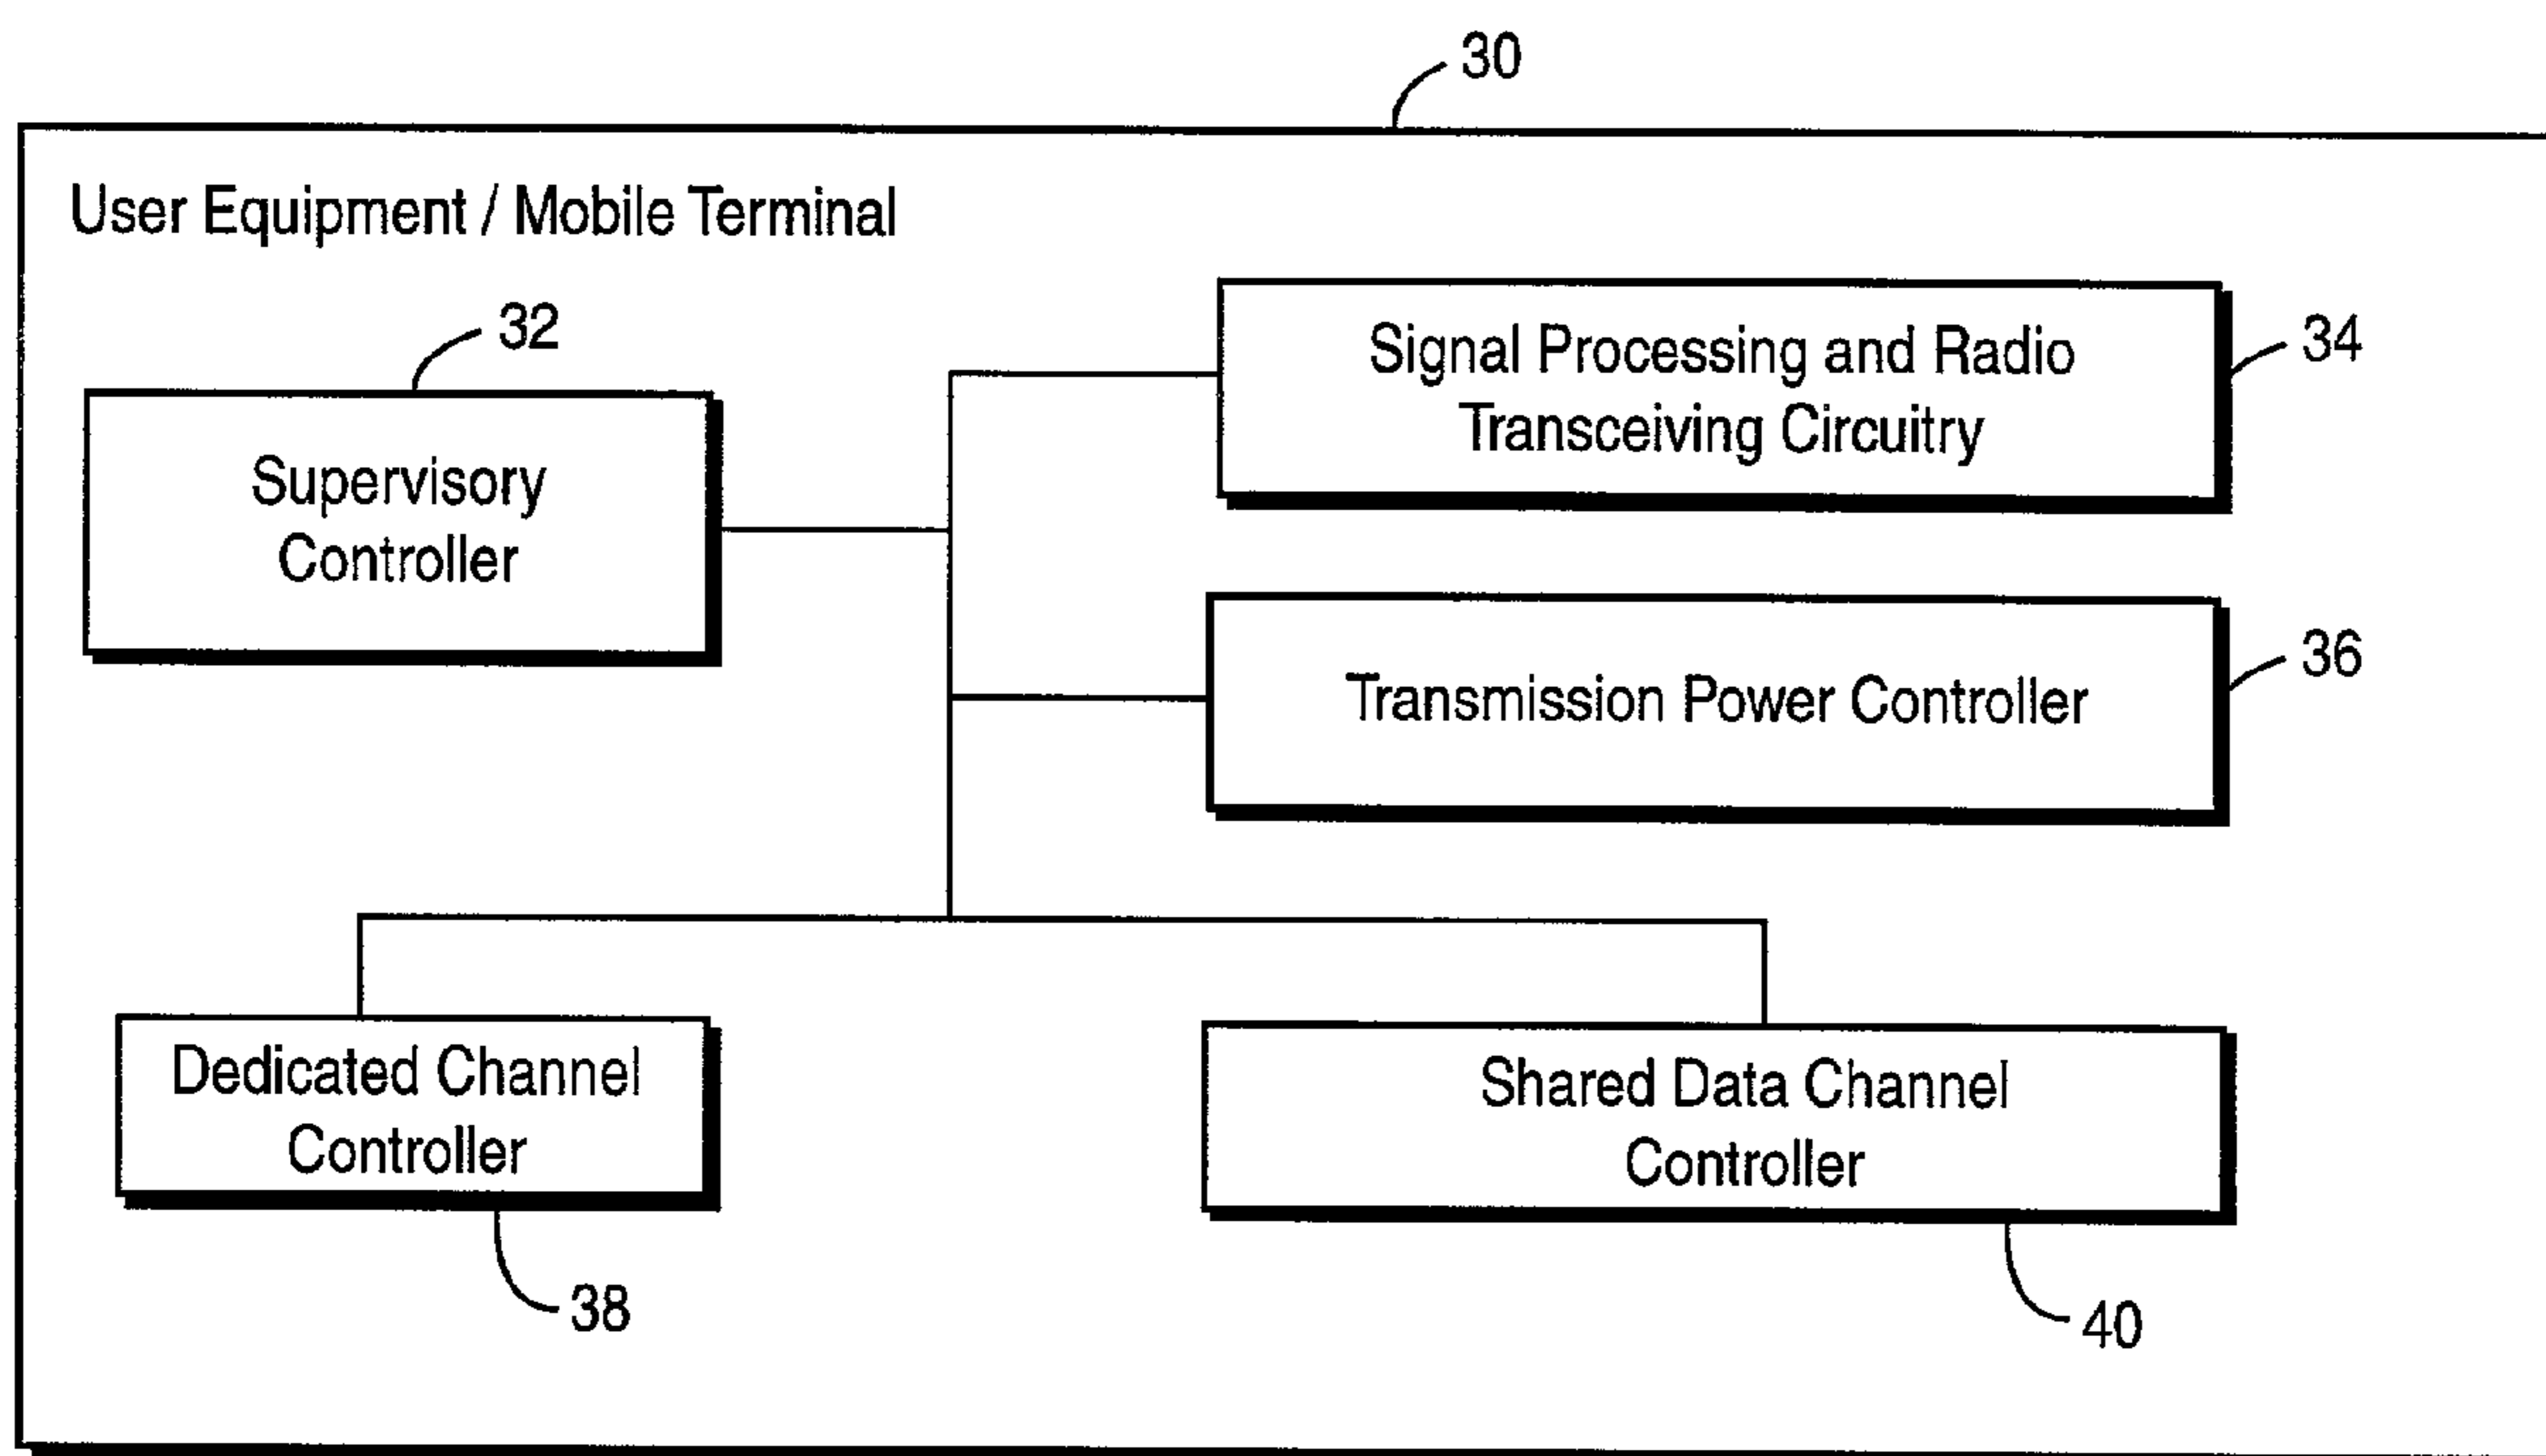 30
User Equipment / Mobile Terminal
32
Supervisory
Controller
Signal Processing and Radio
Transceiving Circuitry
34
Transmission Power Controller
36
Dedicated Channel
Controller
38
Shared Data Channel
Controller
40